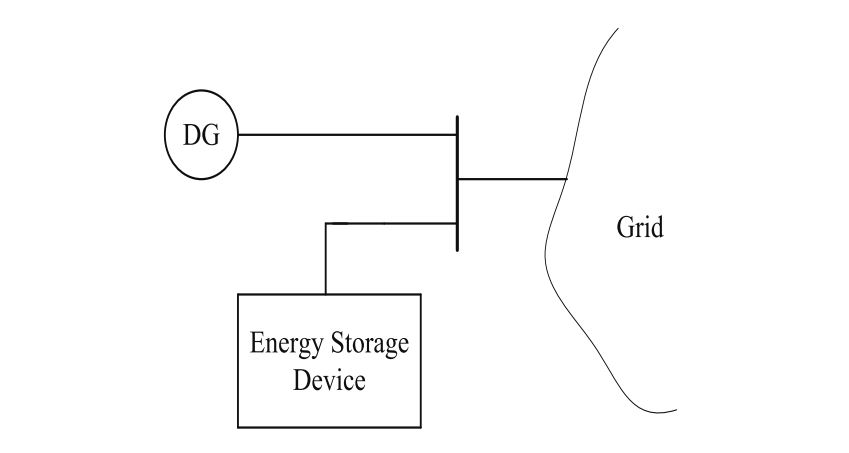 DG
Grid
Energy Storage
Device